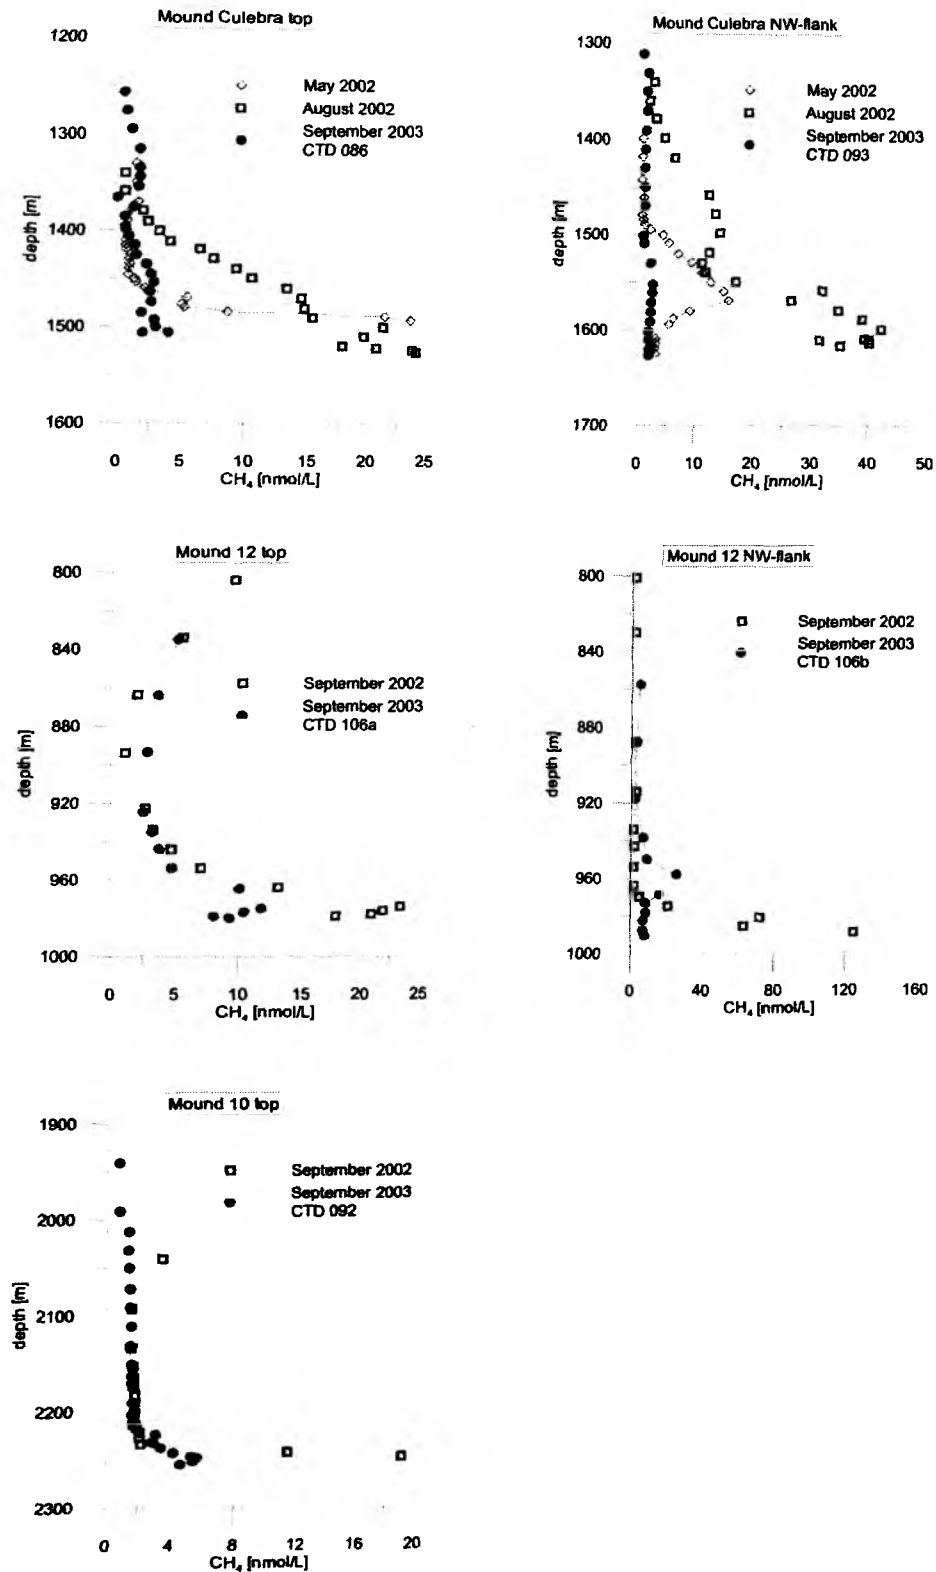 Mound Culebra top
1200
1300
1400
1500
1600
depth [m]
May 2002
August 2002
September 2003
CTD 086
0 5 10 15 20 25
CH₄ [nmol/L]
Mound Culebra NW-flank
1300
1400
1500
1600
1700
depth [m]
May 2002
August 2002
September 2003
CTD 093
0 10 20 30 40 50
CH₄ [nmol/L]
Mound 12 top
800
840
880
920
960
1000
depth [m]
September 2002
September 2003
CTD 106a
0 5 10 15 20 25
CH₄ [nmol/L]
Mound 12 NW-flank
800
840
880
920
960
1000
depth [m]
September 2002
September 2003
CTD 106b
0 40 80 120 160
CH₄ [nmol/L]
Mound 10 top
1900
2000
2100
2200
2300
depth [m]
September 2002
September 2003
CTD 092
0 4 8 12 16 20
CH₄ [nmol/L]